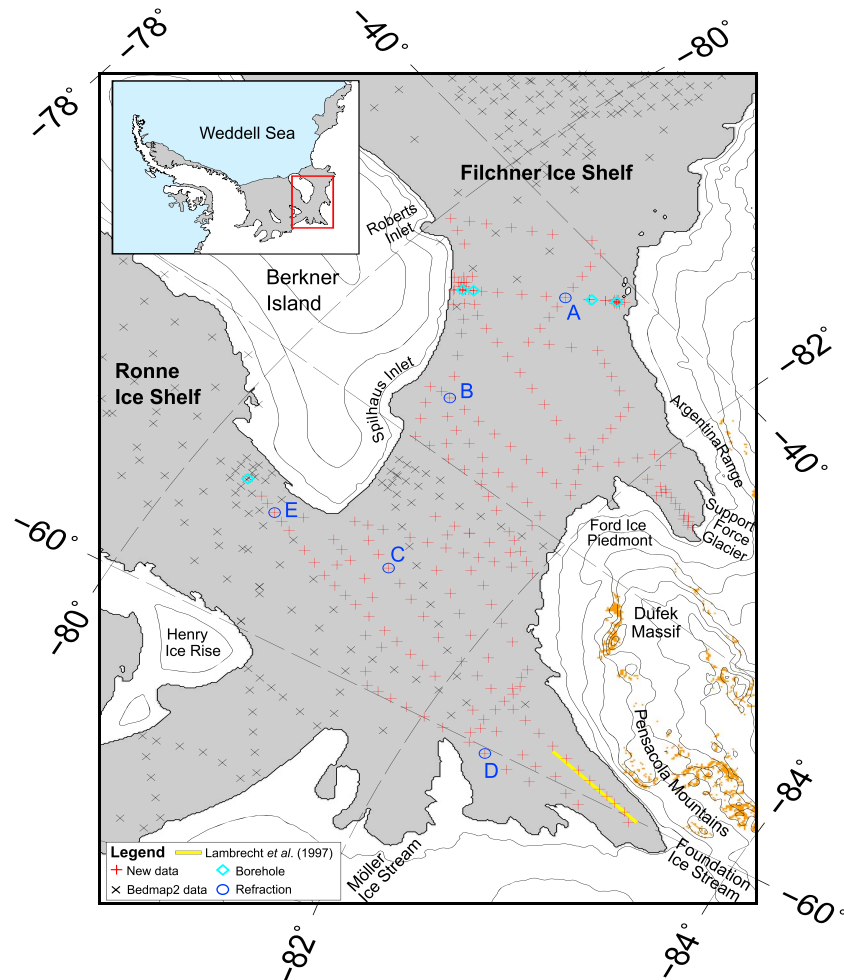 −78°
−40°
−80°
−78°
Weddell Sea
Filchner Ice Shelf
Roberts
Inlet
Berkner
Island
A
−82°
Ronne
Ice Shelf
Spilhaus Inlet
B
ArgentinaRange
−40°
E
Support
Force
Glacier
Ford Ice
Piedmont
−60°
C
−80°
Dufek
Massif
Henry
Ice Rise
Pensacola Mountains
D
−84°
Legend
Lambrecht et al. (1997)
New data
Borehole
Bedmap2 data
Refraction
Möller
Ice Stream
Foundation
Ice Stream
−60°
−82°
−84°